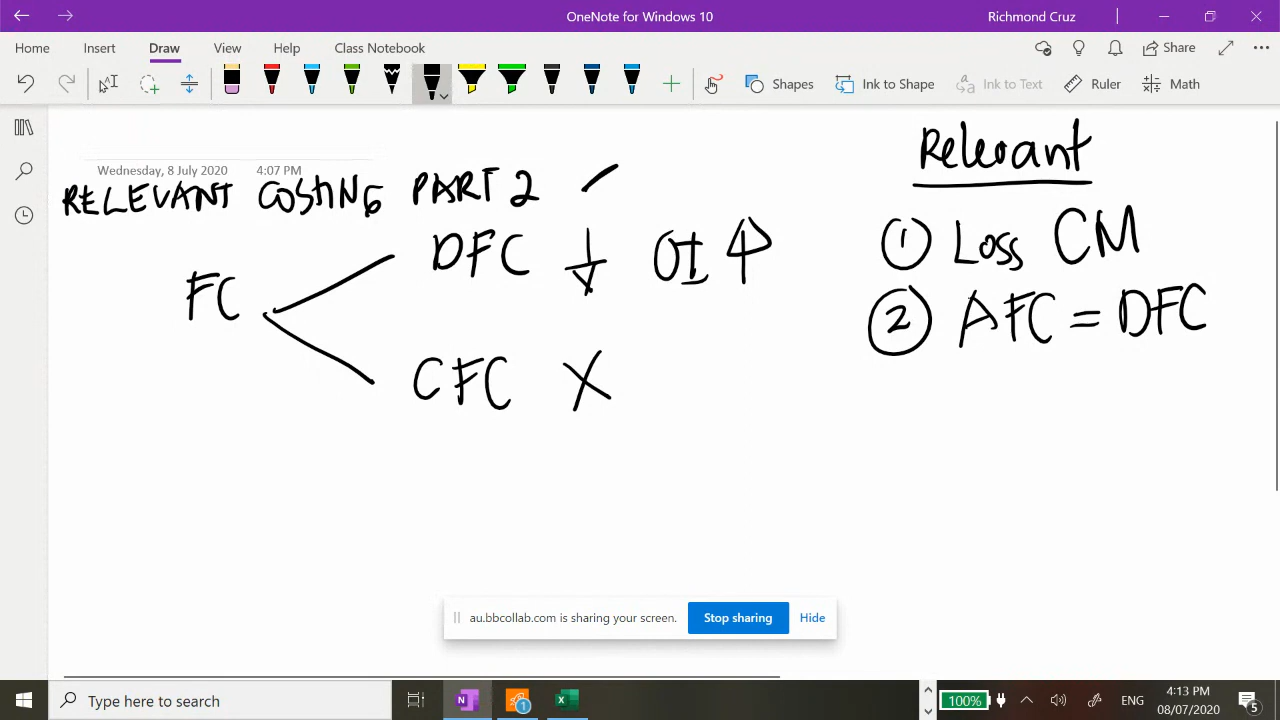 OneNote for Windows 10
Richmond Cruz
Home Insert Draw View Help Class Notebook Share
Shapes Ink to Shape Ink to Text Ruler Math
Wednesday, 8 July 2020 4:07 PM
RELEVANT COSTING PART 2
FC
DFC ↓ OI ↑
CFC X
Relevant
① Loss CM
② AFC = DFC
au.bbcollab.com is sharing your screen. Stop sharing Hide
Type here to search
N
1
X
100%
ENG
4:13 PM
08/07/2020
5